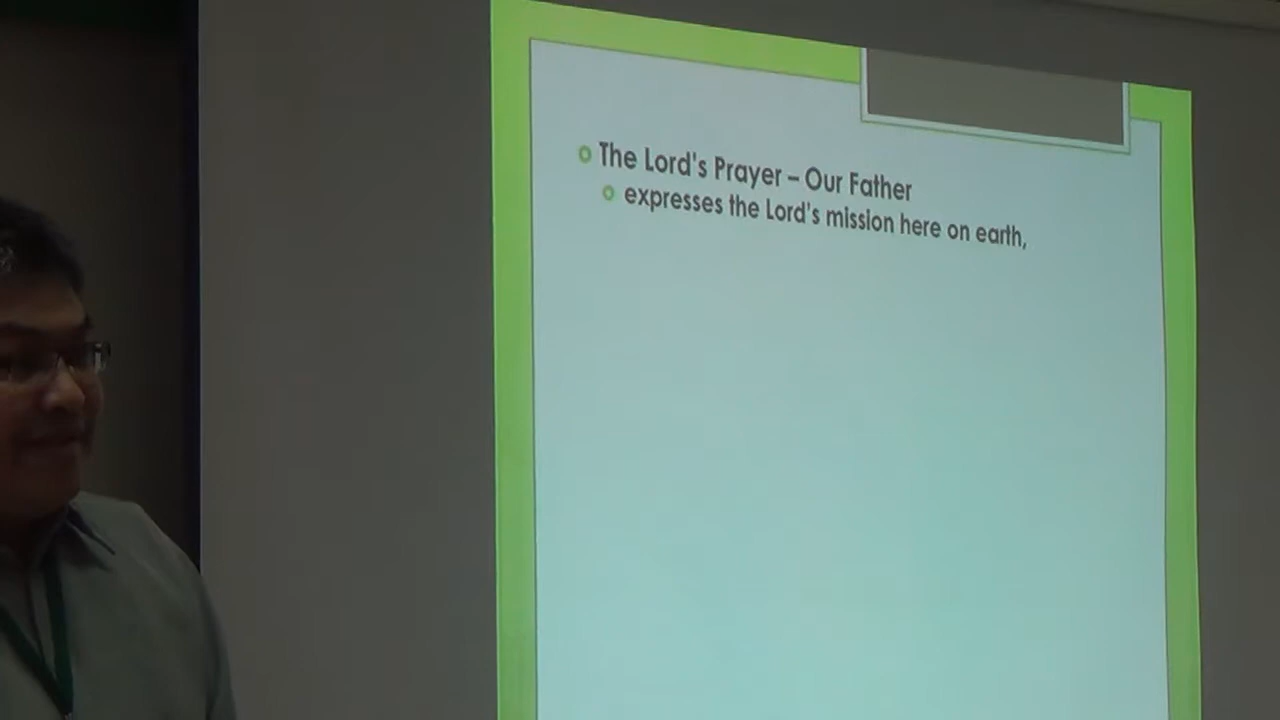 The Lord's Prayer – Our Father
expresses the Lord's mission here on earth,